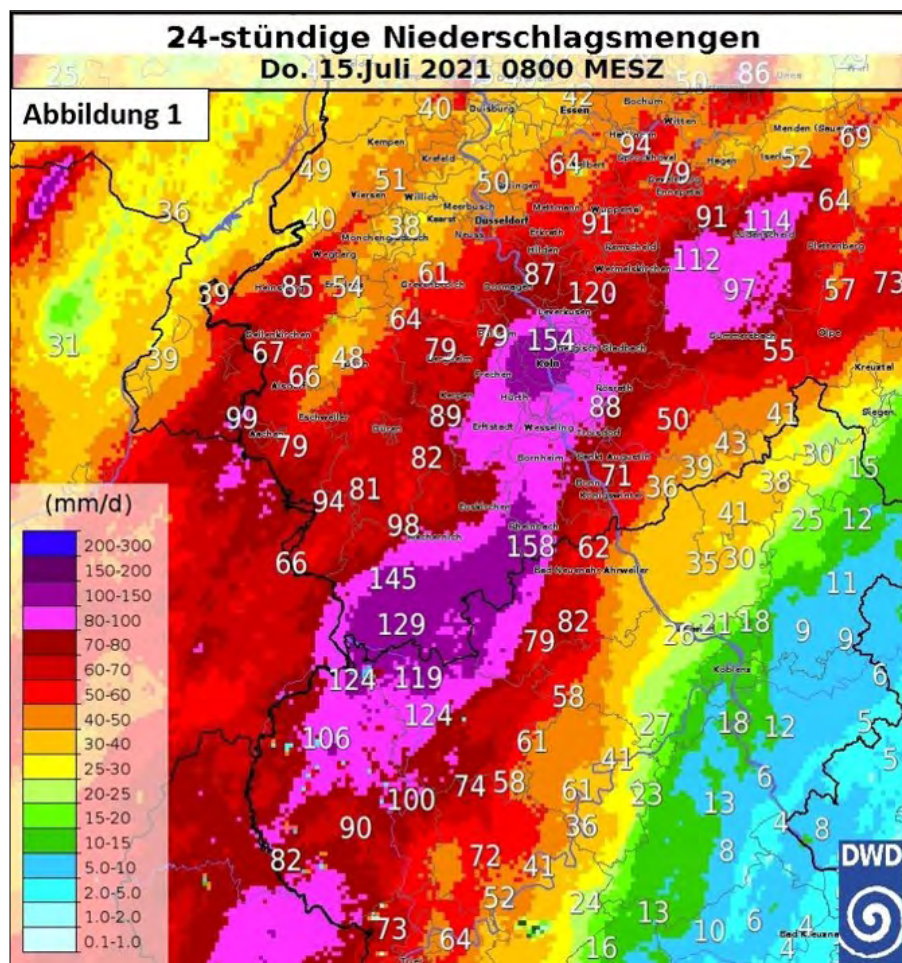 24-stündige Niederschlagsmengen
Do. 15.Juli 2021 0800 MESZ
25 50 86
Abbildung 1
40 Duisburg 42 Essen Bochum
Witten Menden 69
Kempen 94 Hagen 52
Krefeld 64 79
49 51 50 Ennepetal 64
Viersen Willich
Meerbusch Mettmann Wuppertal
36 40 38 Kaarst Düsseldorf 91 91 114
Mönchengladbach Neuss Erkrath Remscheid Lüdenscheid Plettenberg
Wegberg Hilden
61 87 Wermelskirchen 112
39 85 54 Grevenbroich Dormagen 120 97 57 73
64 Leverkusen
Geilenkirchen 79 154 Gummersbach Olpe
31 39 67 48 79 Köln Bergisch Gladbach 55
66 Frechen Kreuztal
Alsdorf Kerpen Hürth Rösrath
99 Eschweiler 89 88 50 41 Siegen
Aachen Düren Erftstadt Wesseling Troisdorf
79 82 Bornheim Sankt Augustin 43 30
39 15
94 81 Bonn 71 36 38
Königswinter
Euskirchen 41 25 12
98 Rheinbach
Mechernich 158 62
66 Bad Neuenahr-Ahrweiler 35 30
145 11
129 82 26 21 18 9 9
79
Koblenz
124 119 58 6
124 27 18 12 5
106 61 41 5
74 58 61 23 6
100 13
90 36 4 8
82 72 41 8
52 24
73 64 13 10 6 4
16 4 Bad Kreuznach
(mm/d)
200-300
150-200
100-150
80-100
70-80
60-70
50-60
40-50
30-40
25-30
20-25
15-20
10-15
5.0-10
2.0-5.0
1.0-2.0
0.1-1.0
DWD